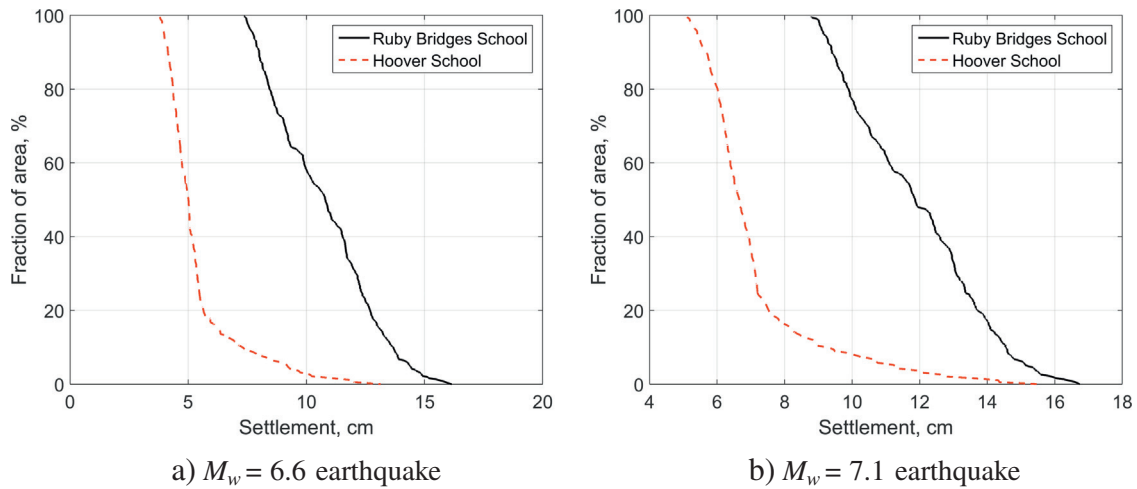 100
80
60
40
20
0
Fraction of area, %
Ruby Bridges School
Hoover School
0 5 10 15 20
Settlement, cm
a) M_w = 6.6 earthquake
100
80
60
40
20
0
Fraction of area, %
Ruby Bridges School
Hoover School
4 6 8 10 12 14 16 18
Settlement, cm
b) M_w = 7.1 earthquake